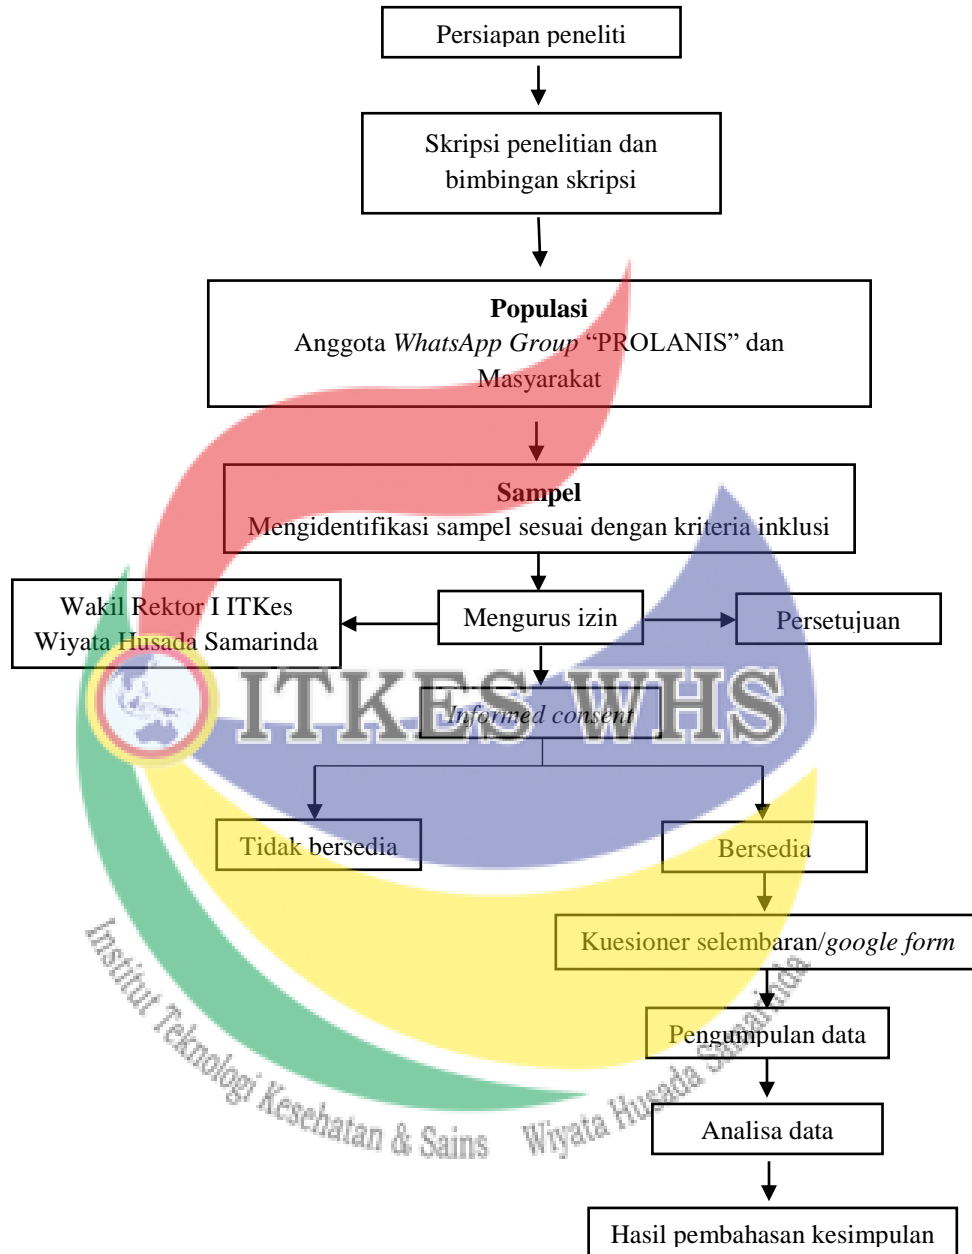 Persiapan peneliti
Skripsi penelitian dan
bimbingan skripsi
Populasi
Anggota WhatsApp Group “PROLANIS” dan
Masyarakat
Sampel
Mengidentifikasi sampel sesuai dengan kriteria inklusi
Wakil Rektor I ITKes
Wiyata Husada Samarinda
Mengurus izin
Persetujuan
ITKES WHS
Informed consent
Tidak bersedia
Bersedia
Kuesioner selembaran/google form
Pengumpulan data
Analisa data
Hasil pembahasan kesimpulan
Institut Teknologi Kesehatan & Sains Wiyata Husada Samarinda